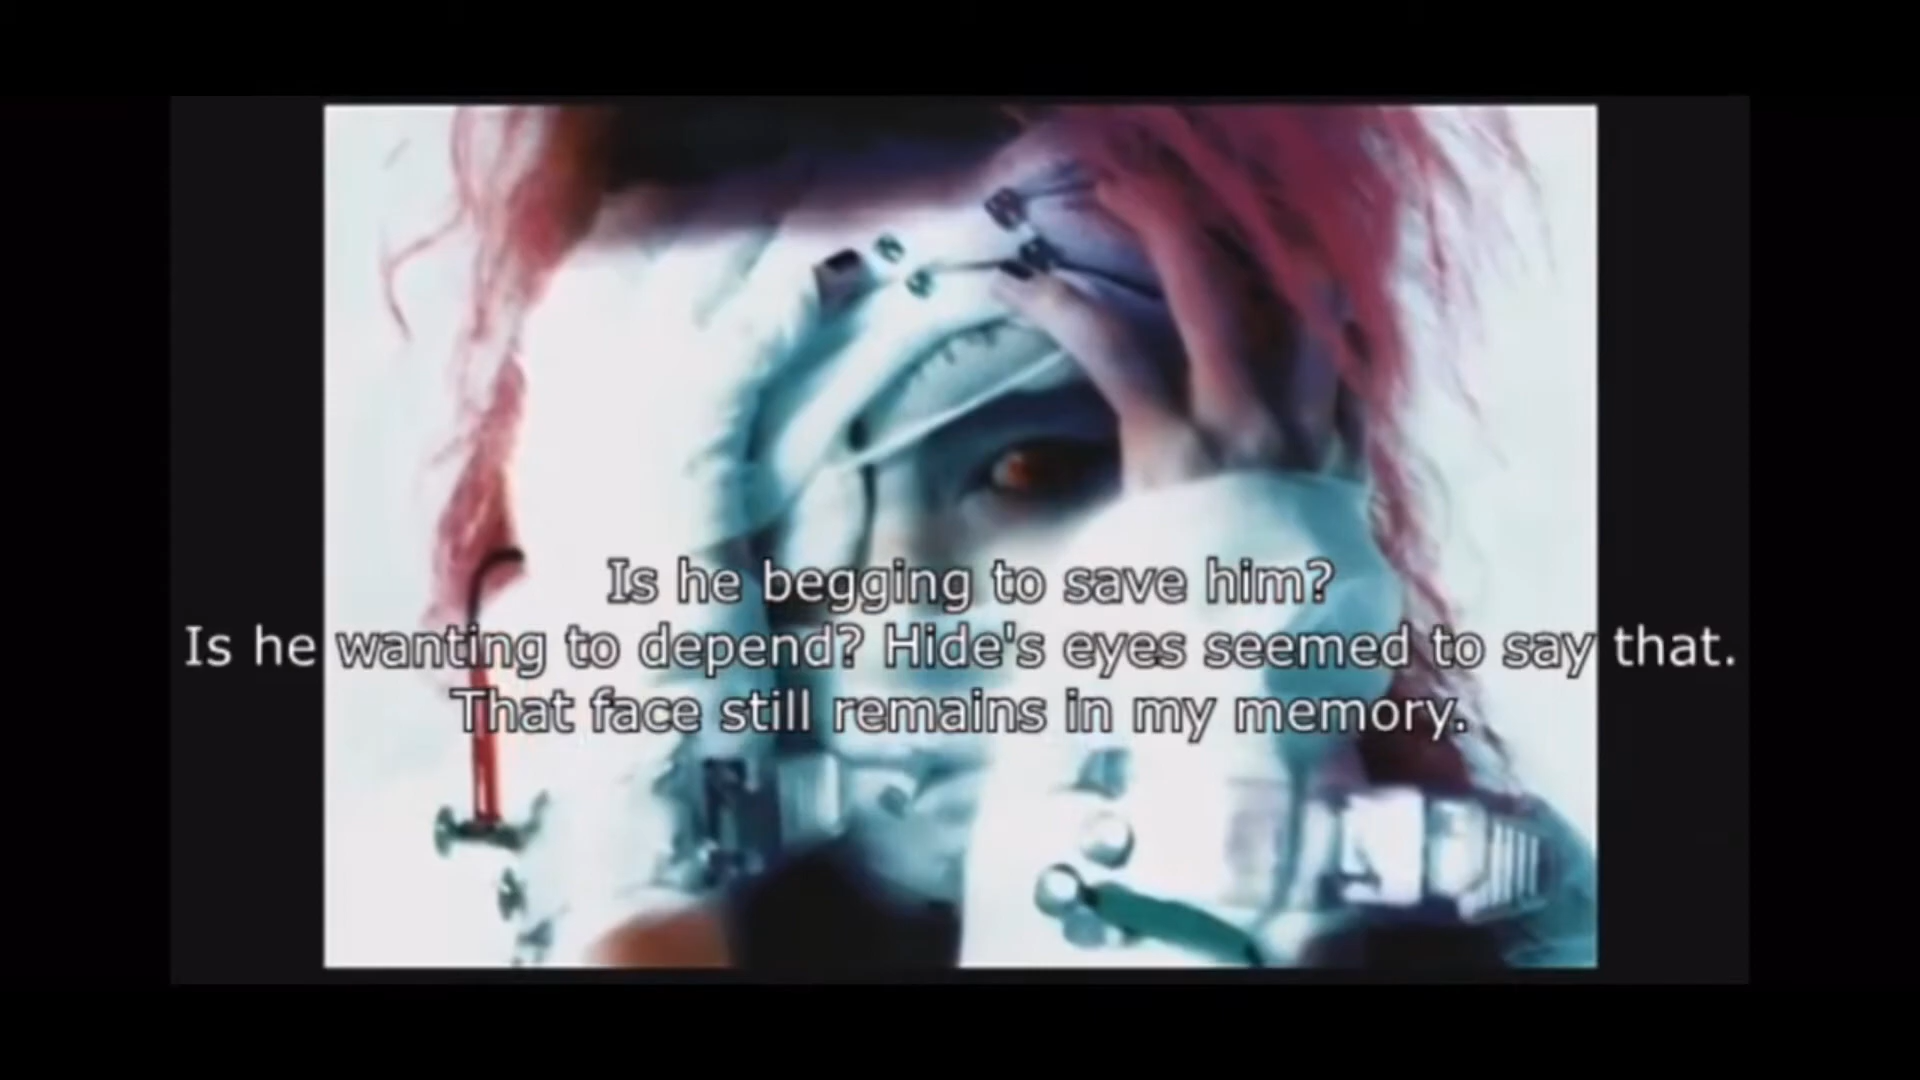 Is he begging to save him?
Is he wanting to depend? Hide's eyes seemed to say that.
That face still remains in my memory.